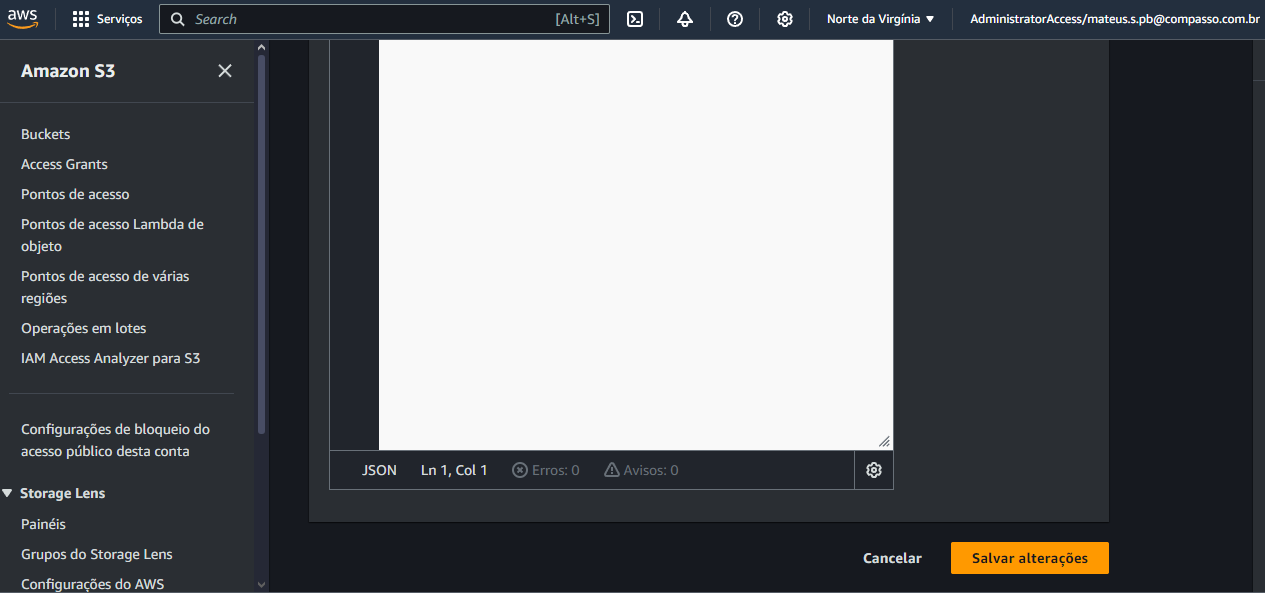 aws
Serviços
Search
[Alt+S]
Norte da Virgínia
AdministratorAccess/mateus.s.pb@compasso.com.br
Amazon S3
Buckets
Access Grants
Pontos de acesso
Pontos de acesso Lambda de
objeto
Pontos de acesso de várias
regiões
Operações em lotes
IAM Access Analyzer para S3
Configurações de bloqueio do
acesso público desta conta
Storage Lens
Painéis
Grupos do Storage Lens
Configurações do AWS
JSON
Ln 1, Col 1
Erros: 0
Avisos: 0
Cancelar
Salvar alterações